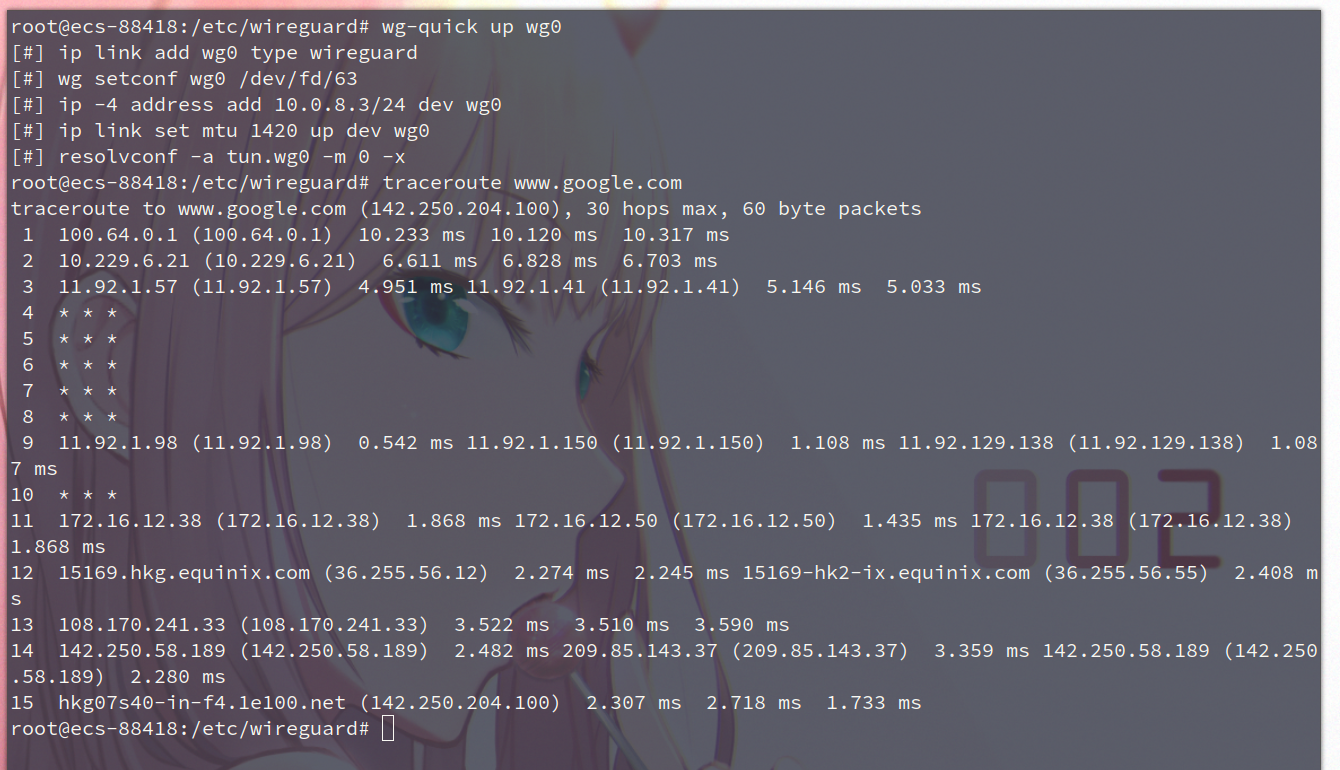 root@ecs-88418:/etc/wireguard# wg-quick up wg0
[#] ip link add wg0 type wireguard
[#] wg setconf wg0 /dev/fd/63
[#] ip -4 address add 10.0.8.3/24 dev wg0
[#] ip link set mtu 1420 up dev wg0
[#] resolvconf -a tun.wg0 -m 0 -x
root@ecs-88418:/etc/wireguard# traceroute www.google.com
traceroute to www.google.com (142.250.204.100), 30 hops max, 60 byte packets
 1  100.64.0.1 (100.64.0.1)  10.233 ms  10.120 ms  10.317 ms
 2  10.229.6.21 (10.229.6.21)  6.611 ms  6.828 ms  6.703 ms
 3  11.92.1.57 (11.92.1.57)  4.951 ms 11.92.1.41 (11.92.1.41)  5.146 ms  5.033 ms
 4  * * *
 5  * * *
 6  * * *
 7  * * *
 8  * * *
 9  11.92.1.98 (11.92.1.98)  0.542 ms 11.92.1.150 (11.92.1.150)  1.108 ms 11.92.129.138 (11.92.129.138)  1.08
7 ms
10  * * *
11  172.16.12.38 (172.16.12.38)  1.868 ms 172.16.12.50 (172.16.12.50)  1.435 ms 172.16.12.38 (172.16.12.38)
1.868 ms
12  15169.hkg.equinix.com (36.255.56.12)  2.274 ms  2.245 ms 15169-hk2-ix.equinix.com (36.255.56.55)  2.408 m
s
13  108.170.241.33 (108.170.241.33)  3.522 ms  3.510 ms  3.590 ms
14  142.250.58.189 (142.250.58.189)  2.482 ms 209.85.143.37 (209.85.143.37)  3.359 ms 142.250.58.189 (142.250
.58.189)  2.280 ms
15  hkg07s40-in-f4.1e100.net (142.250.204.100)  2.307 ms  2.718 ms  1.733 ms
root@ecs-88418:/etc/wireguard#
002